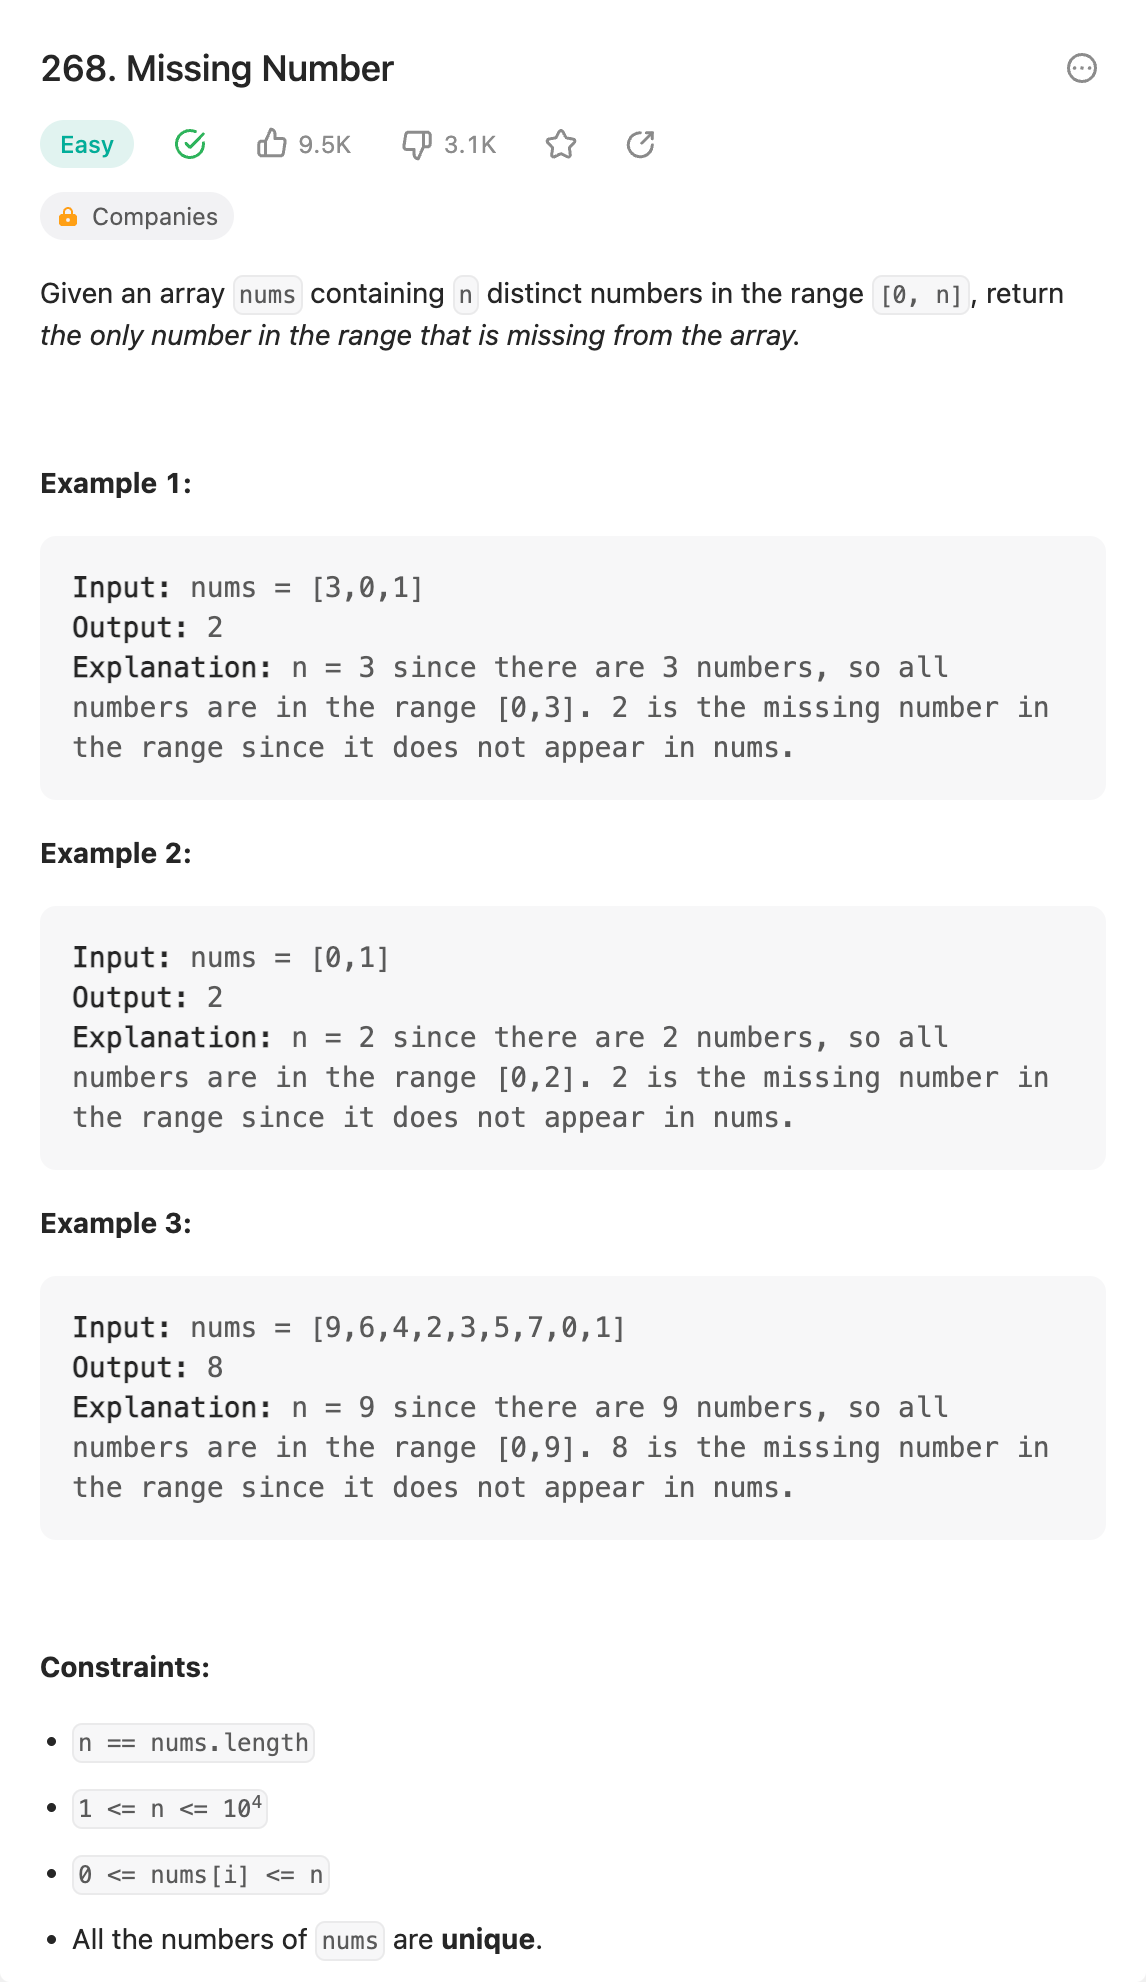 268. Missing Number
Easy
9.5K
3.1K
Companies
Given an array nums containing n distinct numbers in the range [0, n], return
the only number in the range that is missing from the array.
Example 1:
Input: nums = [3,0,1]
Output: 2
Explanation: n = 3 since there are 3 numbers, so all
numbers are in the range [0,3]. 2 is the missing number in
the range since it does not appear in nums.
Example 2:
Input: nums = [0,1]
Output: 2
Explanation: n = 2 since there are 2 numbers, so all
numbers are in the range [0,2]. 2 is the missing number in
the range since it does not appear in nums.
Example 3:
Input: nums = [9,6,4,2,3,5,7,0,1]
Output: 8
Explanation: n = 9 since there are 9 numbers, so all
numbers are in the range [0,9]. 8 is the missing number in
the range since it does not appear in nums.
Constraints:
• n == nums.length
• 1 <= n <= 10⁴
• 0 <= nums[i] <= n
• All the numbers of nums are unique.